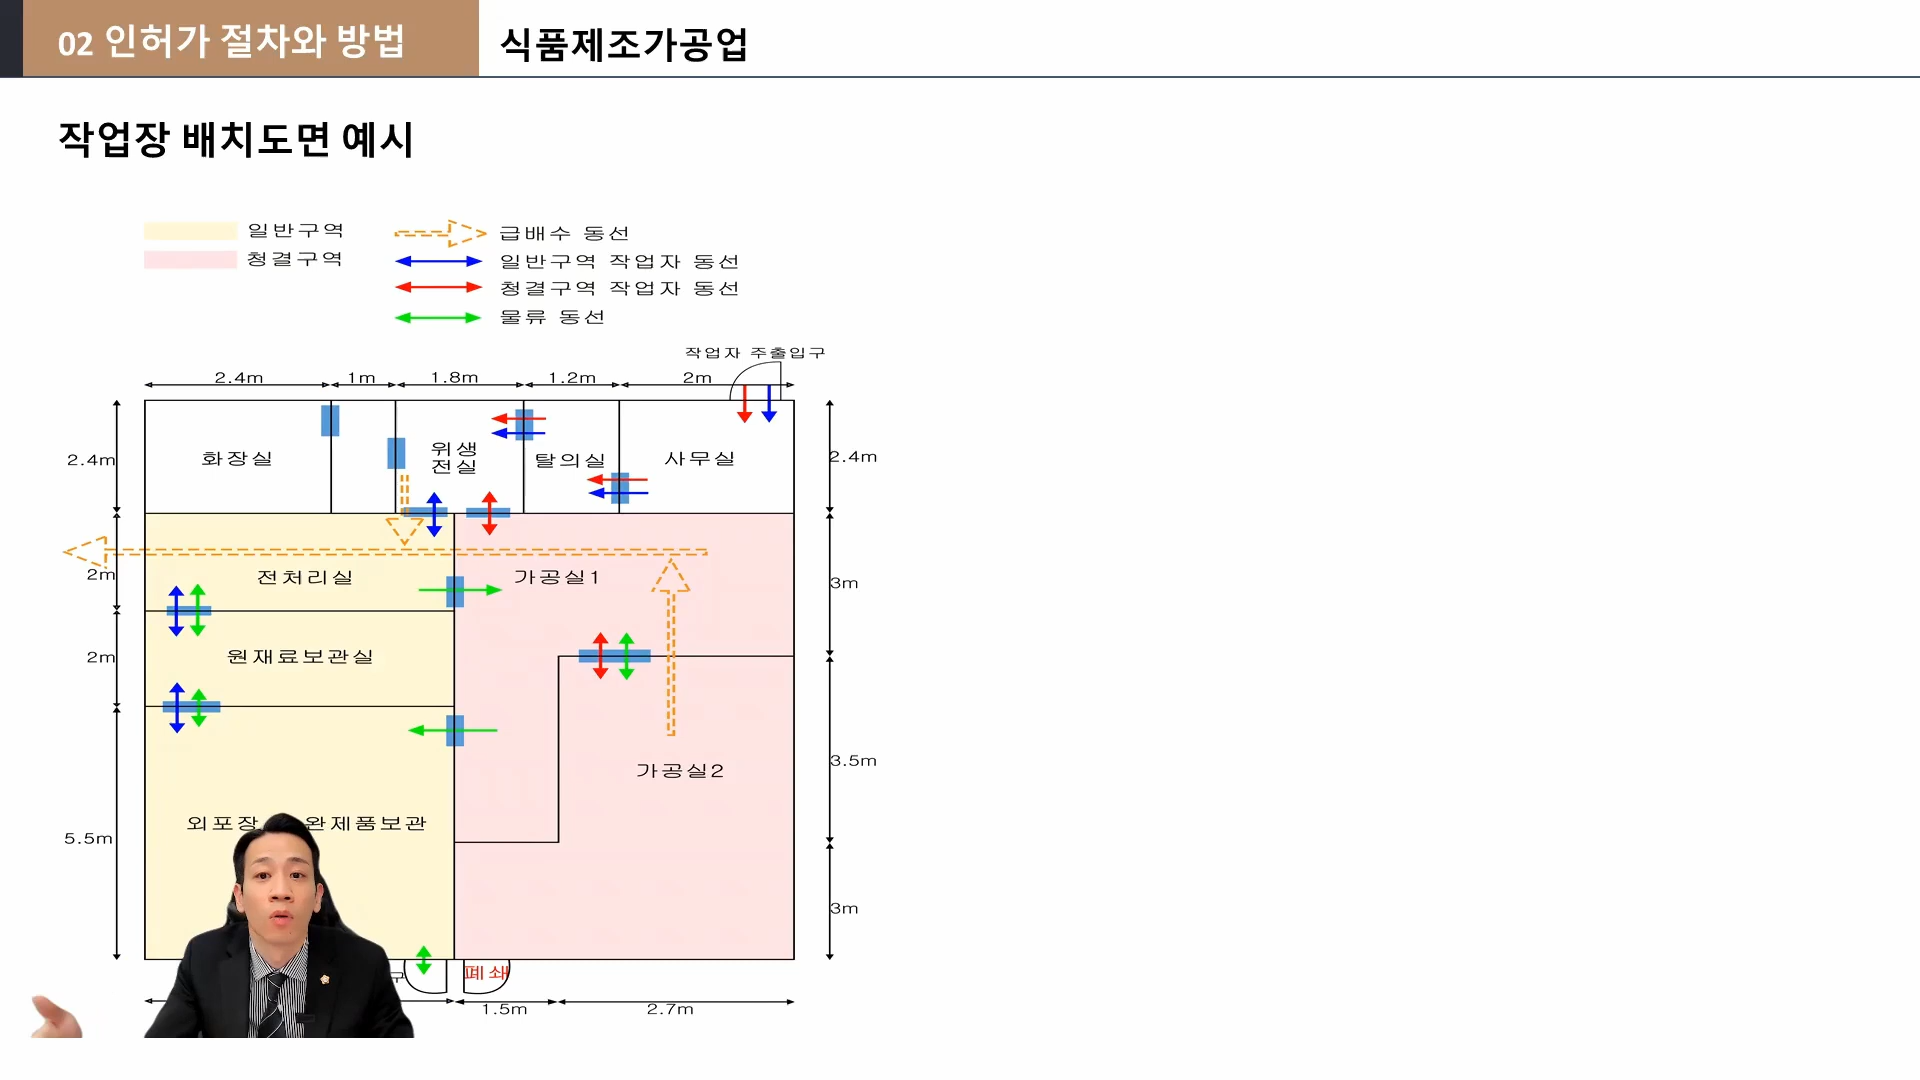 02 인허가 절차와 방법
식품제조가공업
작업장 배치도면 예시
일반구역
청결구역
급배수 동선
일반구역 작업자 동선
청결구역 작업자 동선
물류 동선
작업자 주출입구
2.4m 1m 1.8m 1.2m 2m
2.4m
화장실
위생
전실
탈의실
사무실
2.4m
2m
전처리실
가공실1
3m
2m
원재료보관실
3.5m
가공실2
5.5m
외포장
완제품보관
3m
구
폐쇄
1.5m
2.7m